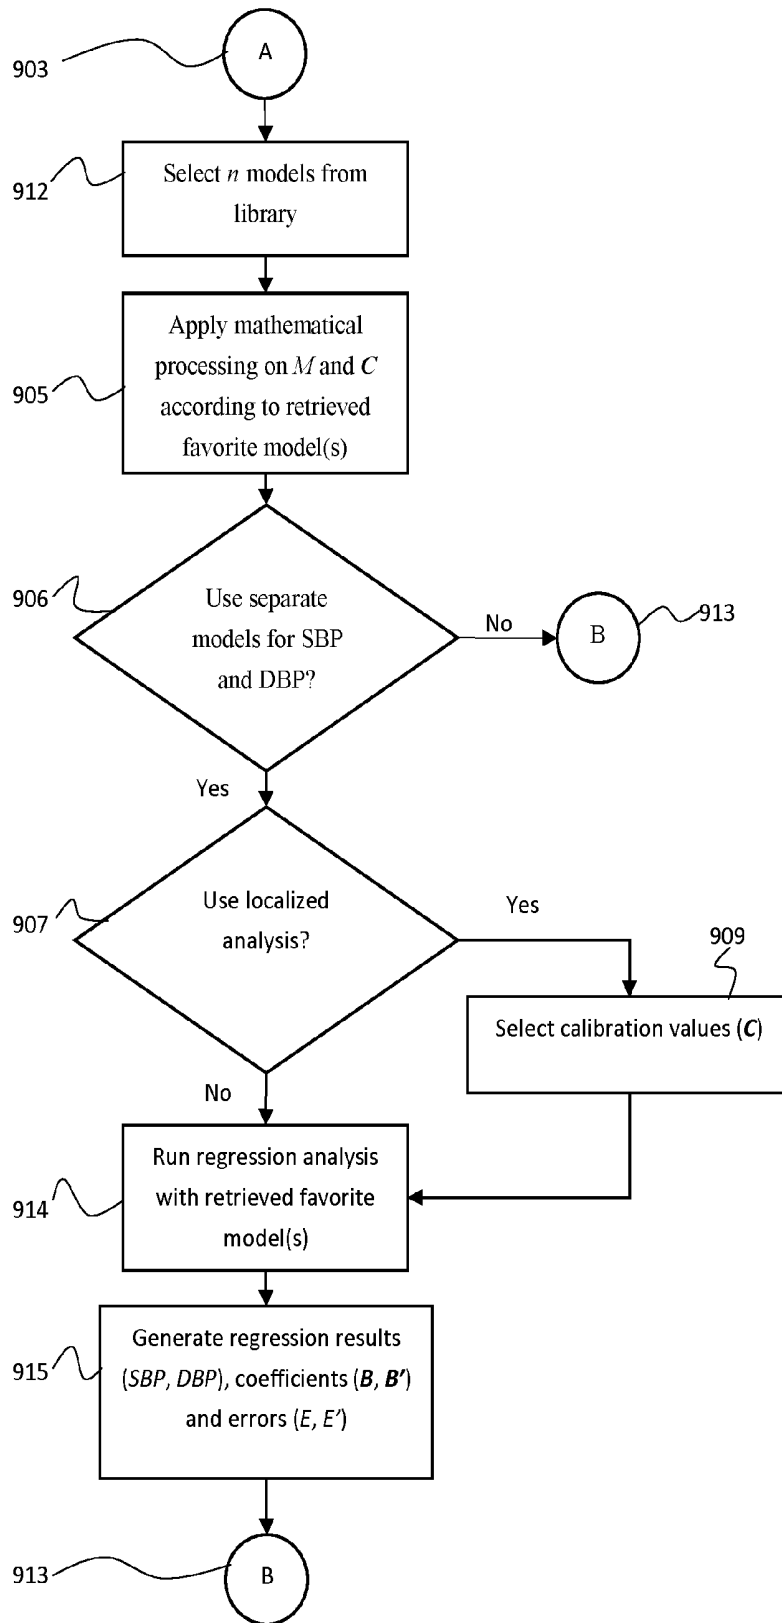 A
903
Select n models from
library
912
Apply mathematical
processing on M and C
according to retrieved
favorite model(s)
905
906
Use separate
models for SBP
and DBP?
No
B
913
Yes
907
Use localized
analysis?
Yes
909
Select calibration values (C)
No
Run regression analysis
with retrieved favorite
model(s)
914
Generate regression results
(SBP, DBP), coefficients (B, B')
and errors (E, E')
915
913
B